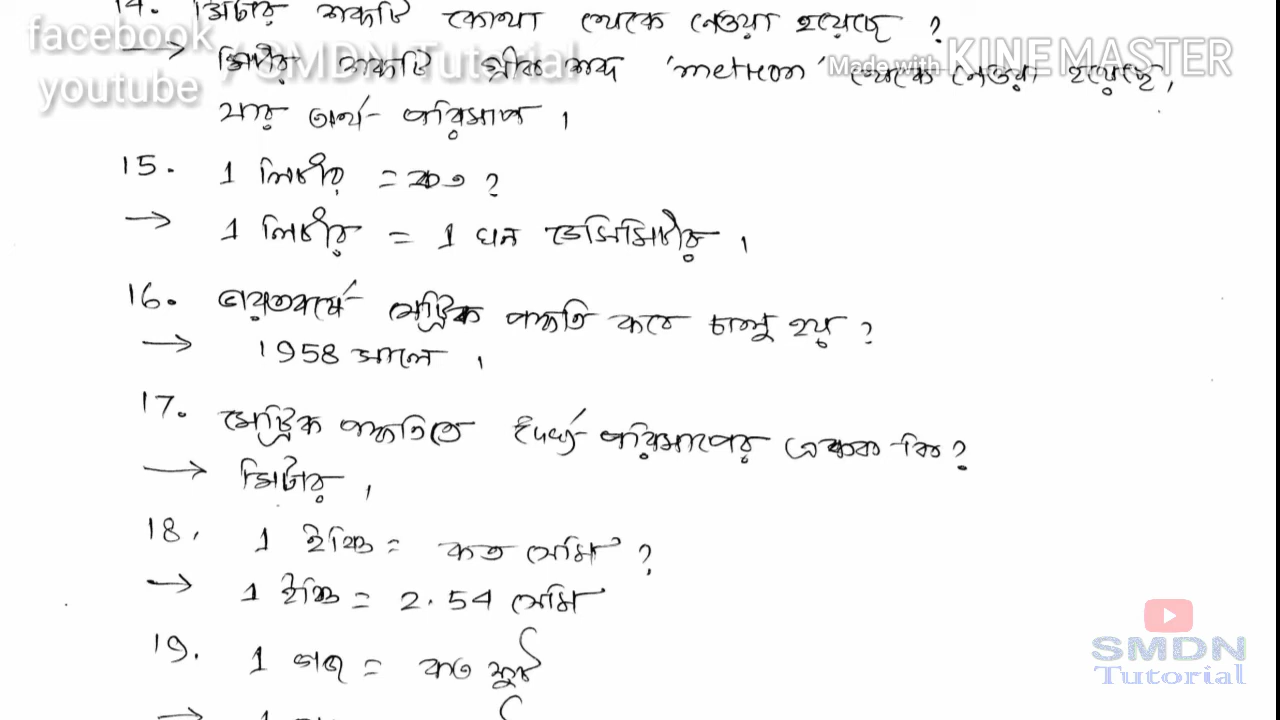 14. মিটার শব্দটি কোথা থেকে নেওয়া হয়েছে ?
facebook
→ মিটার শব্দটি গ্রীক শব্দ 'metron' থেকে নেওয়া হয়েছে,
/ SMDN Tutorial
Made with KINEMASTER
youtube
যার অর্থ পরিমাপ ।
15. 1 লিটার = কত ?
→ 1 লিটার = 1 ঘন ডেসিমিটার ।
16. ভারতবর্ষে মেট্রিক পদ্ধতি কবে চালু হয় ?
→ 1958 সালে ।
17. মেট্রিক পদ্ধতিতে দৈর্ঘ্য পরিমাপের একক কি ?
→ মিটার ।
18. 1 ইঞ্চি = কত সেমি ?
→ 1 ইঞ্চি = 2.54 সেমি
19. 1 গজ = কত ফুট
→ 1
SMDN
Tutorial